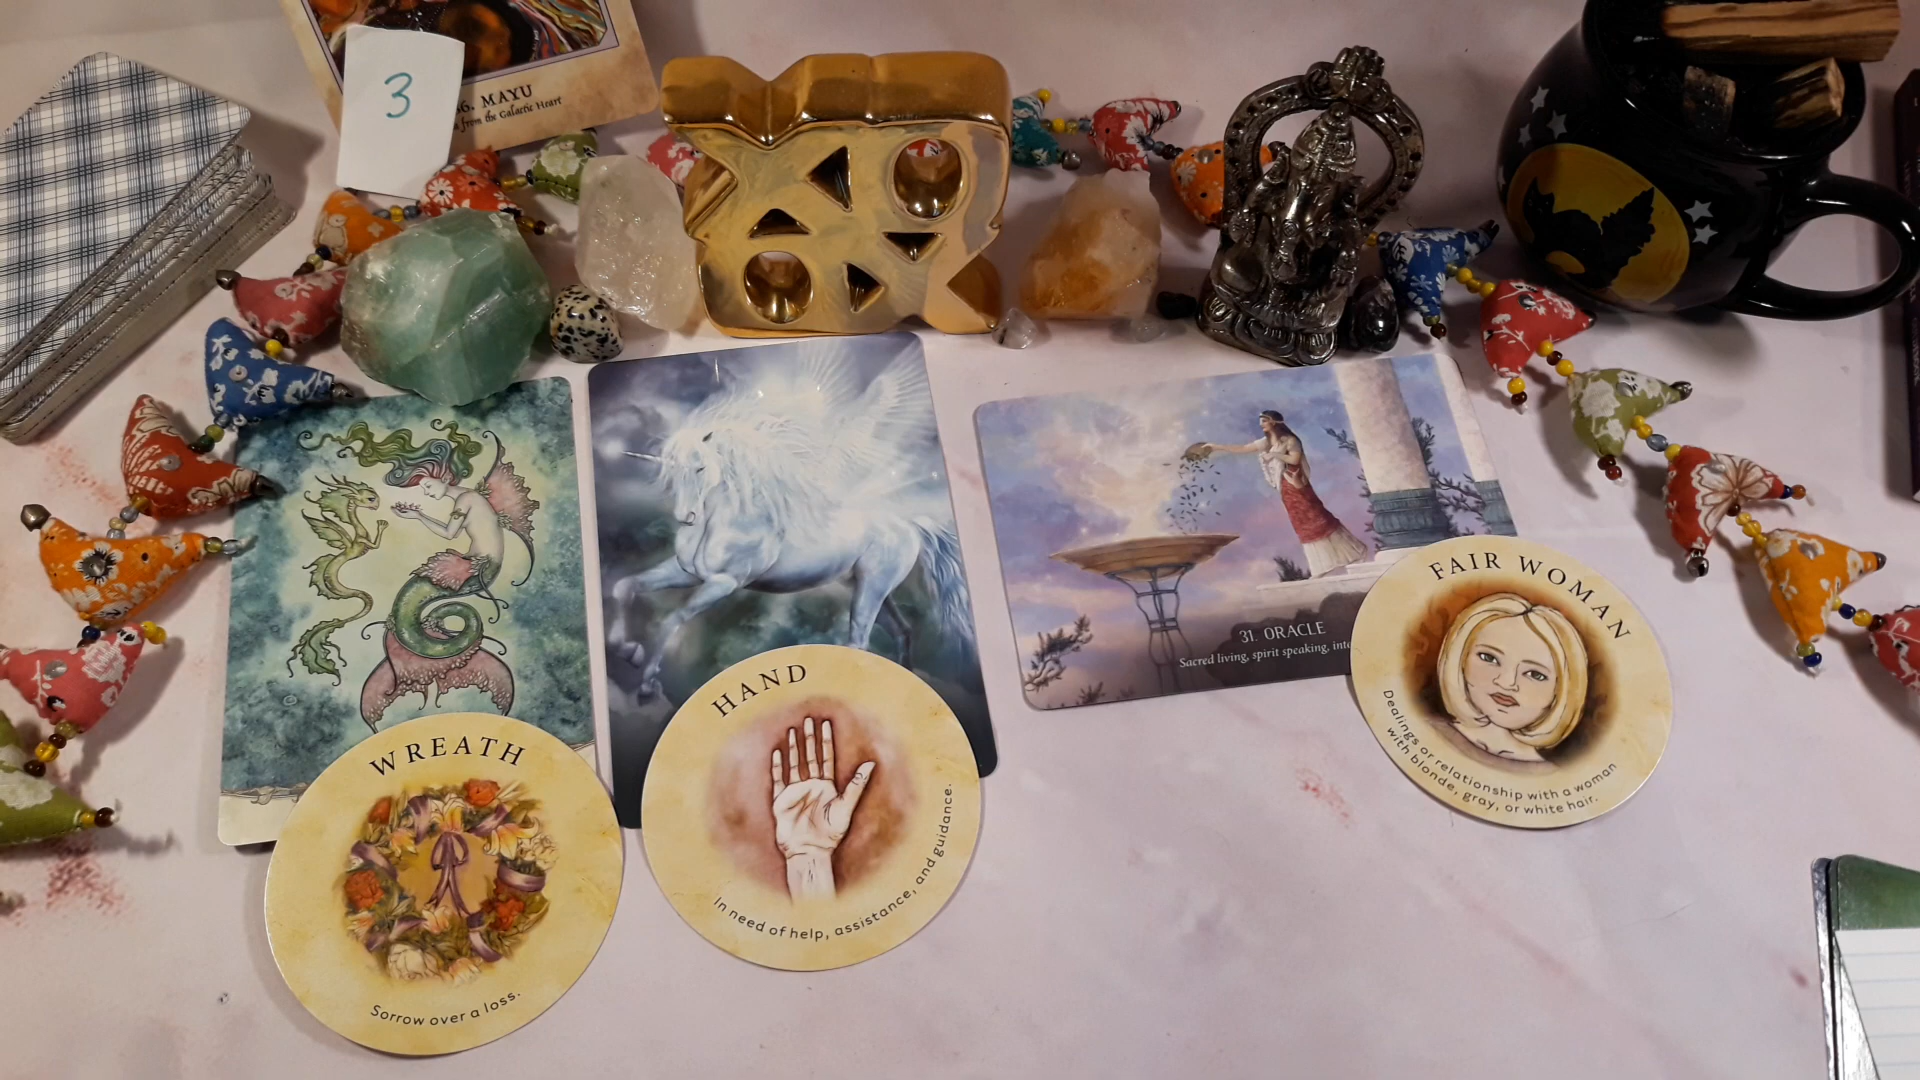 3
6. MAYU
from the Galactic Heart
31. ORACLE
Sacred living, spirit speaking,
FAIR WOMAN
Dealings or relationship with a woman
with blonde, gray, or white hair.
HAND
In need of help, assistance, and guidance.
WREATH
Sorrow over a loss.